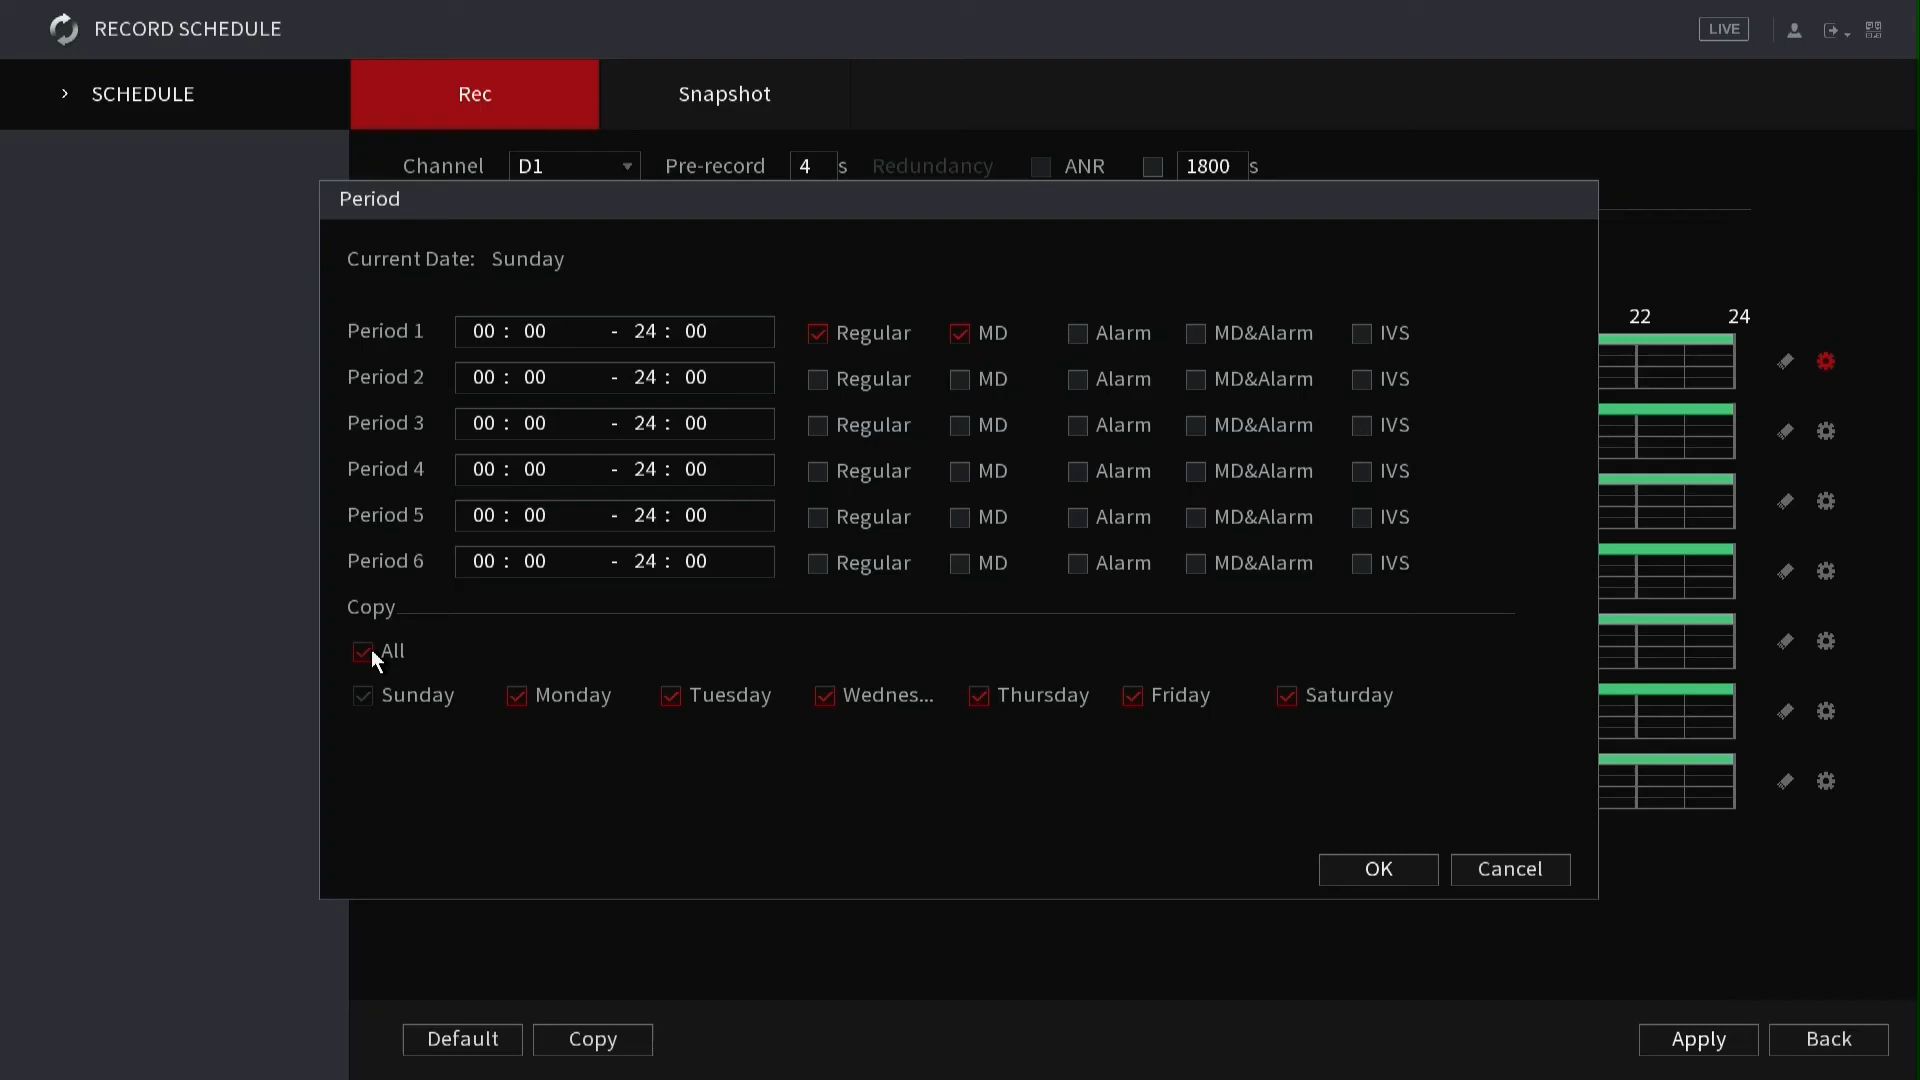 RECORD SCHEDULE
LIVE
SCHEDULE
Rec
Snapshot
Channel D1 Pre-record 4 s Redundancy ANR 1800 s
Period
Current Date: Sunday
22 24
Period 1 00 : 00 - 24 : 00 Regular MD Alarm MD&Alarm IVS
Period 2 00 : 00 - 24 : 00 Regular MD Alarm MD&Alarm IVS
Period 3 00 : 00 - 24 : 00 Regular MD Alarm MD&Alarm IVS
Period 4 00 : 00 - 24 : 00 Regular MD Alarm MD&Alarm IVS
Period 5 00 : 00 - 24 : 00 Regular MD Alarm MD&Alarm IVS
Period 6 00 : 00 - 24 : 00 Regular MD Alarm MD&Alarm IVS
Copy
All
Sunday Monday Tuesday Wednes... Thursday Friday Saturday
OK Cancel
Default Copy Apply Back